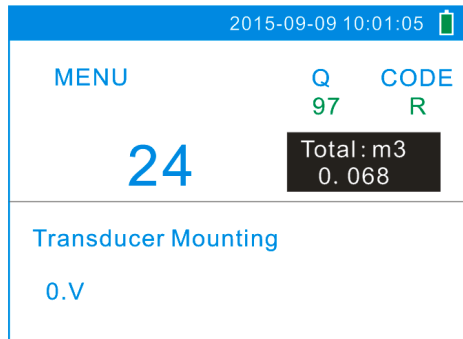 2015-09-09 10:01:05
MENU Q CODE
97 R
24
Total:m3
0.068
Transducer Mounting
0.V